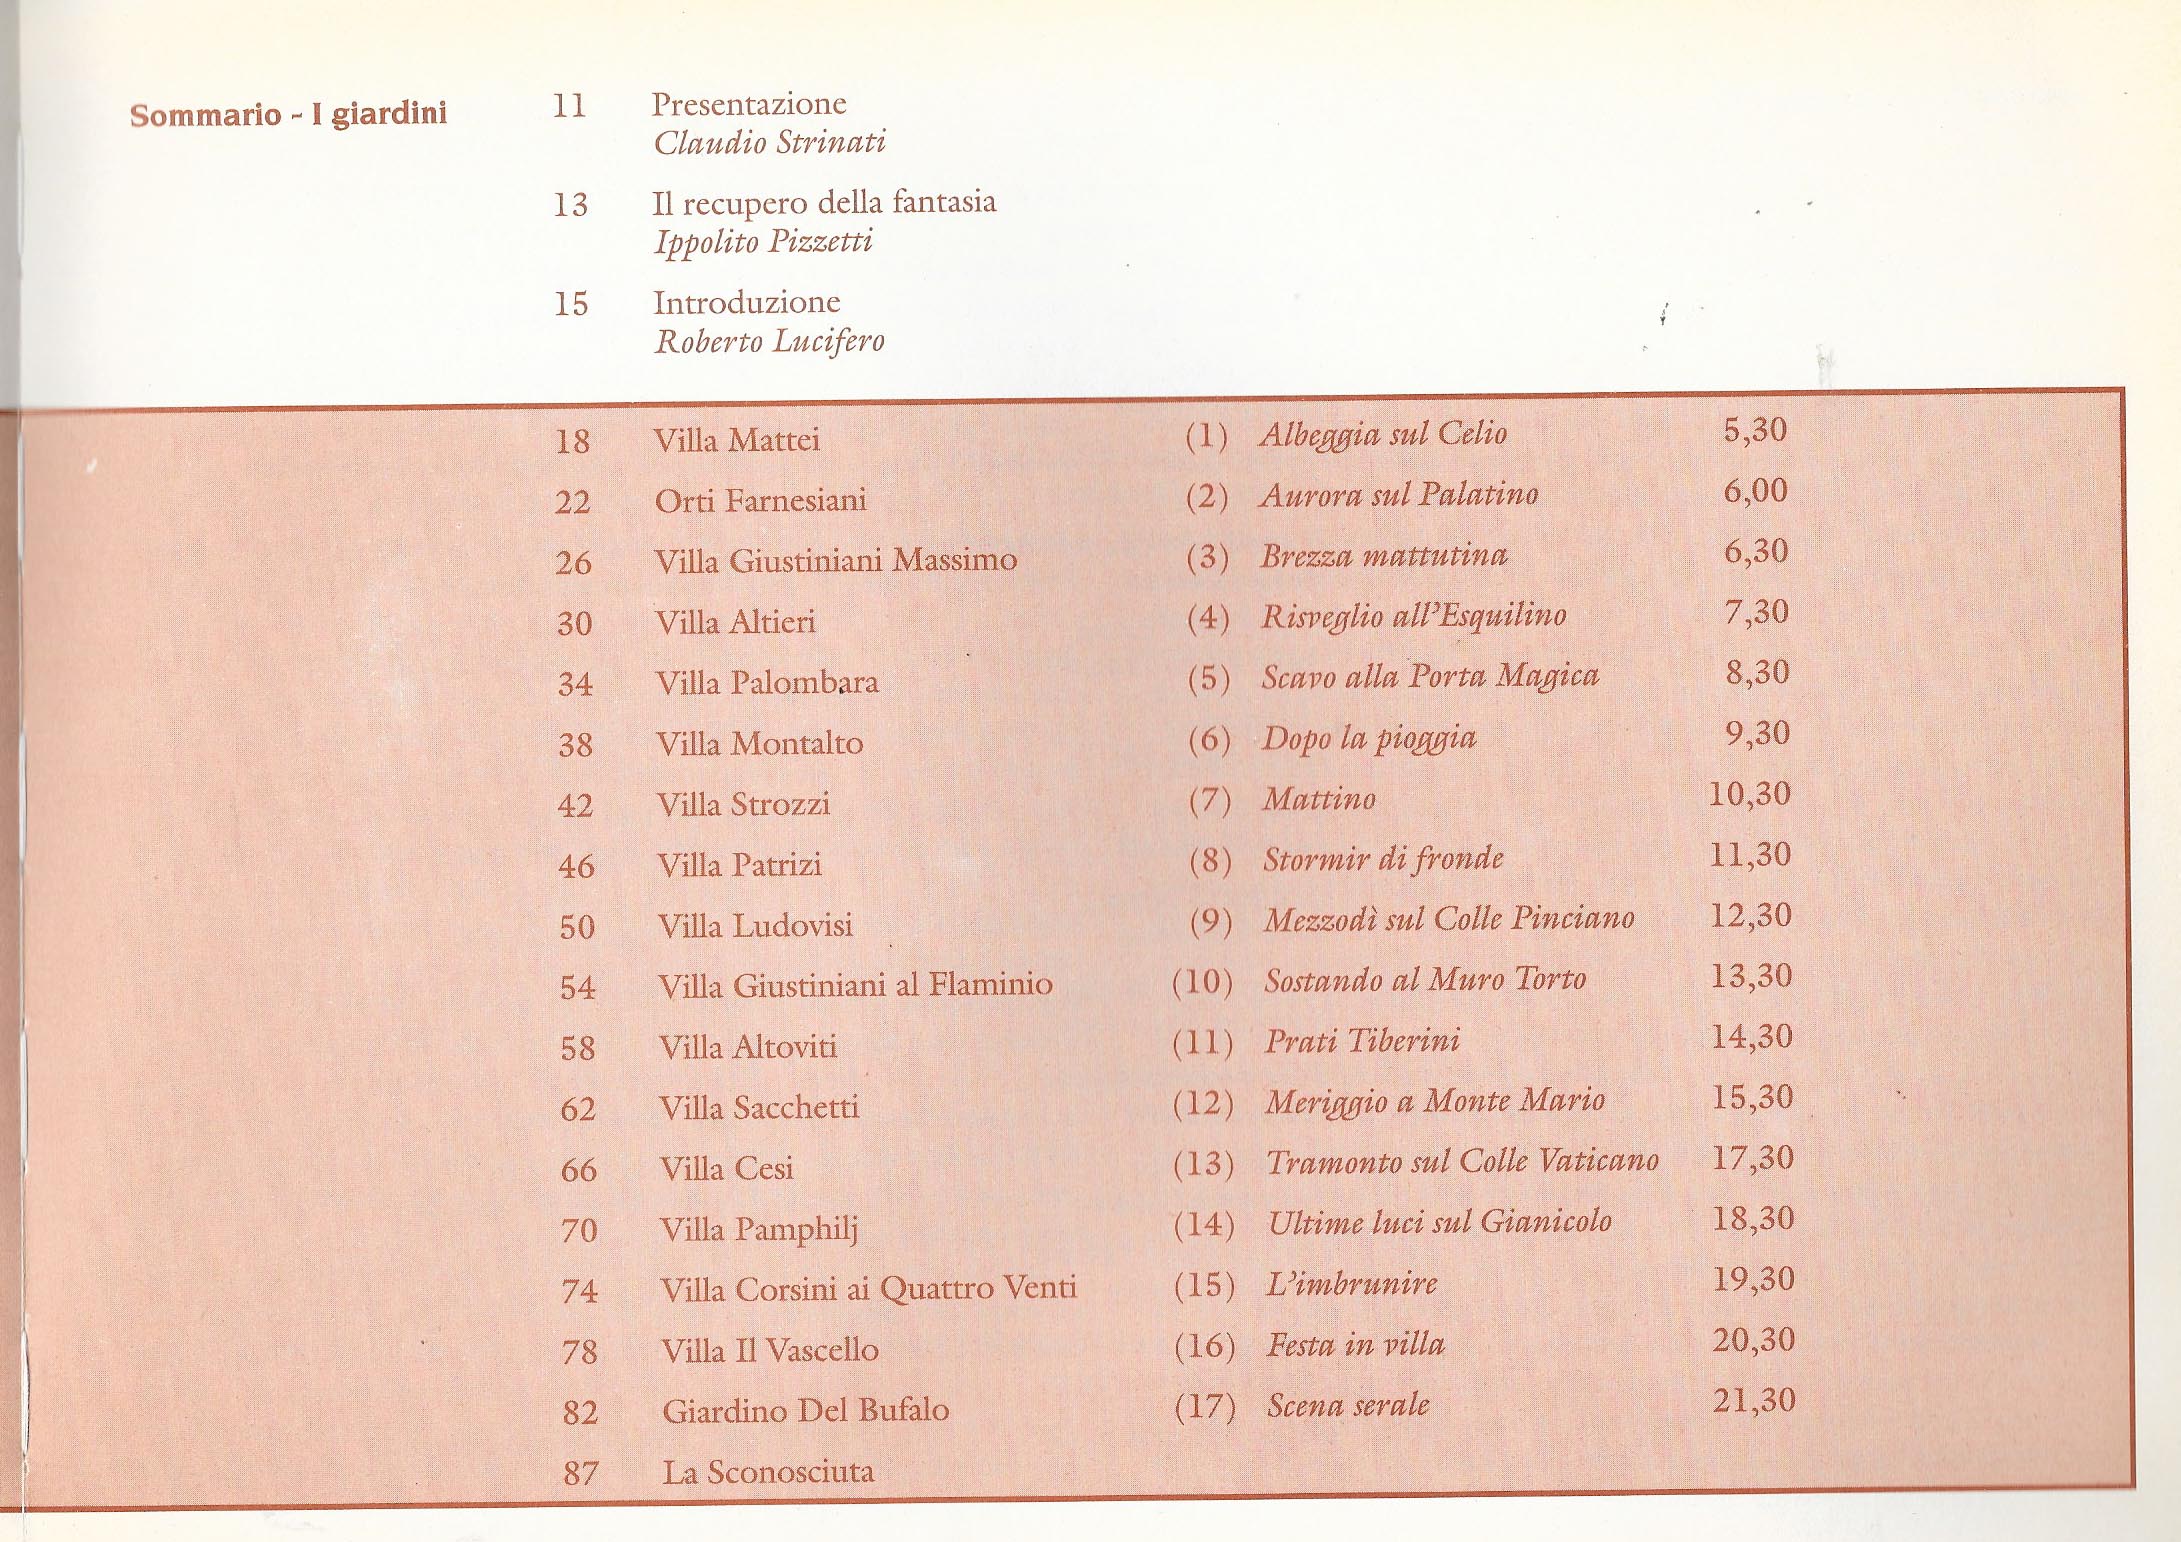 Sommario - I giardini
11 Presentazione
Claudio Strinati
13 Il recupero della fantasia
Ippolito Pizzetti
15 Introduzione
Roberto Lucifero
18 Villa Mattei (1) Albeggia sul Celio 5,30
22 Orti Farnesiani (2) Aurora sul Palatino 6,00
26 Villa Giustiniani Massimo (3) Brezza mattutina 6,30
30 Villa Altieri (4) Risveglio all'Esquilino 7,30
34 Villa Palombara (5) Scavo alla Porta Magica 8,30
38 Villa Montalto (6) Dopo la pioggia 9,30
42 Villa Strozzi (7) Mattino 10,30
46 Villa Patrizi (8) Stormir di fronde 11,30
50 Villa Ludovisi (9) Mezzodì sul Colle Pinciano 12,30
54 Villa Giustiniani al Flaminio (10) Sostando al Muro Torto 13,30
58 Villa Altoviti (11) Prati Tiberini 14,30
62 Villa Sacchetti (12) Meriggio a Monte Mario 15,30
66 Villa Cesi (13) Tramonto sul Colle Vaticano 17,30
70 Villa Pamphilj (14) Ultime luci sul Gianicolo 18,30
74 Villa Corsini ai Quattro Venti (15) L'imbrunire 19,30
78 Villa Il Vascello (16) Festa in villa 20,30
82 Giardino Del Bufalo (17) Scena serale 21,30
87 La Sconosciuta